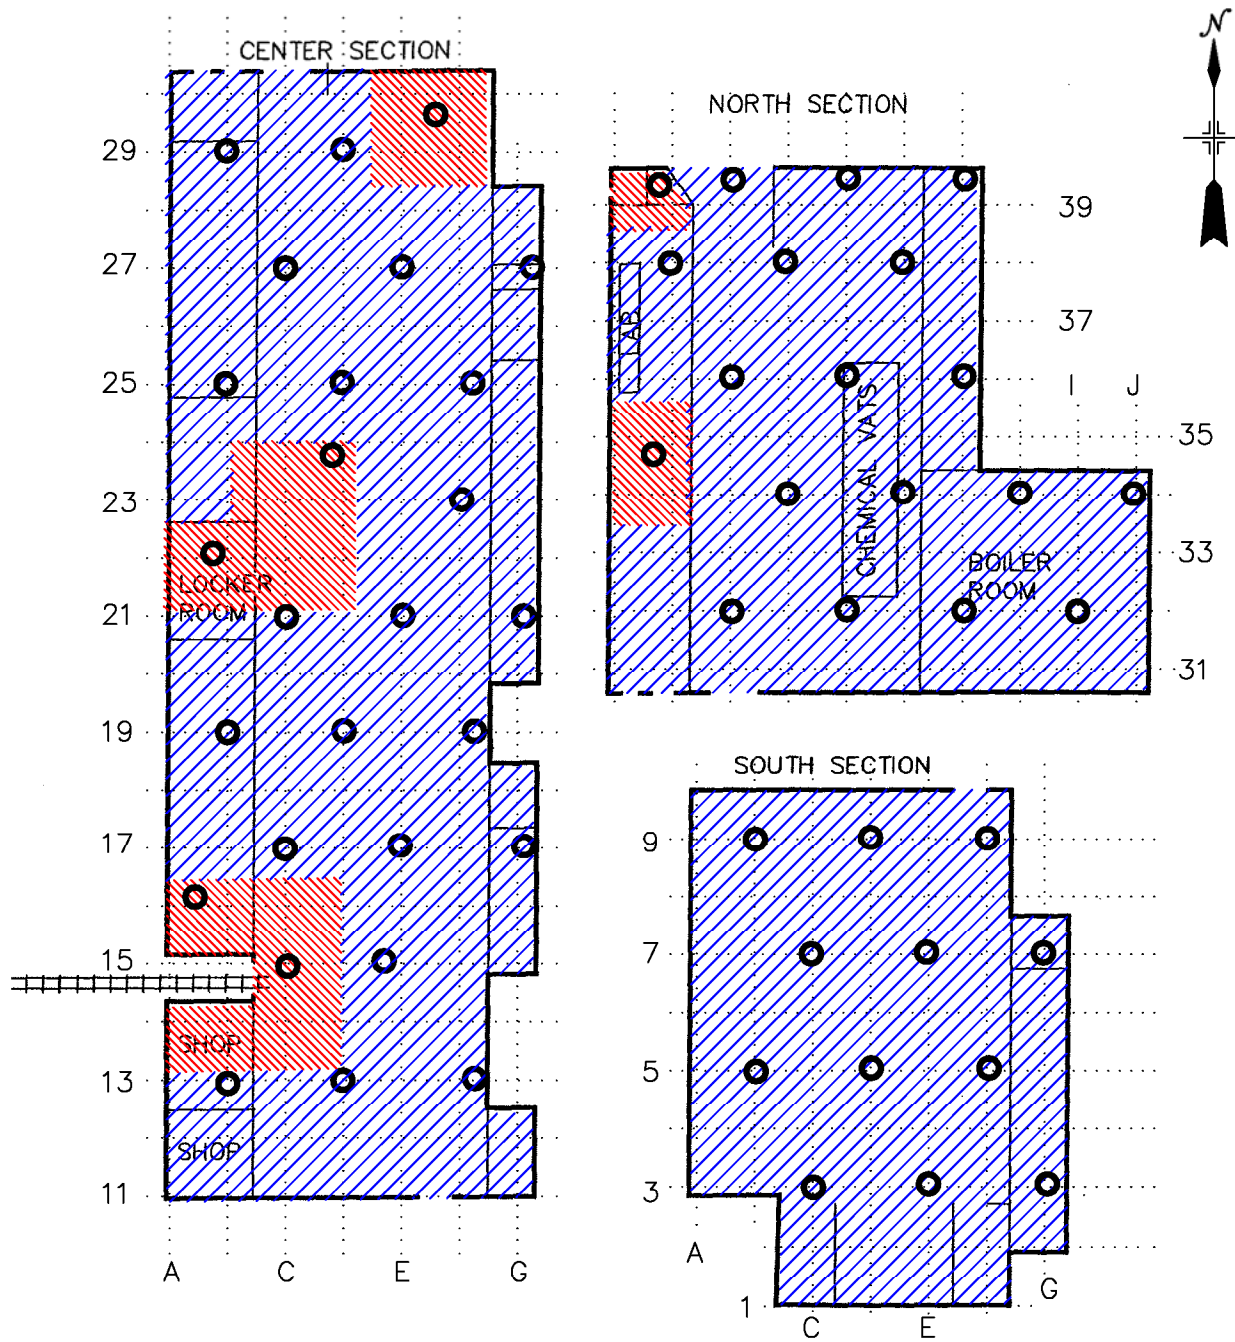 N
CENTER SECTION
29
27
25
23
LOCKER
ROOM
21
19
17
15
SHOP
13
SHOP
11
A
C
E
G
NORTH SECTION
39
37
LAB
I
J
35
CHEMICAL VATS
33
BOILER
ROOM
31
SOUTH SECTION
9
7
5
3
A
1
G
C
E